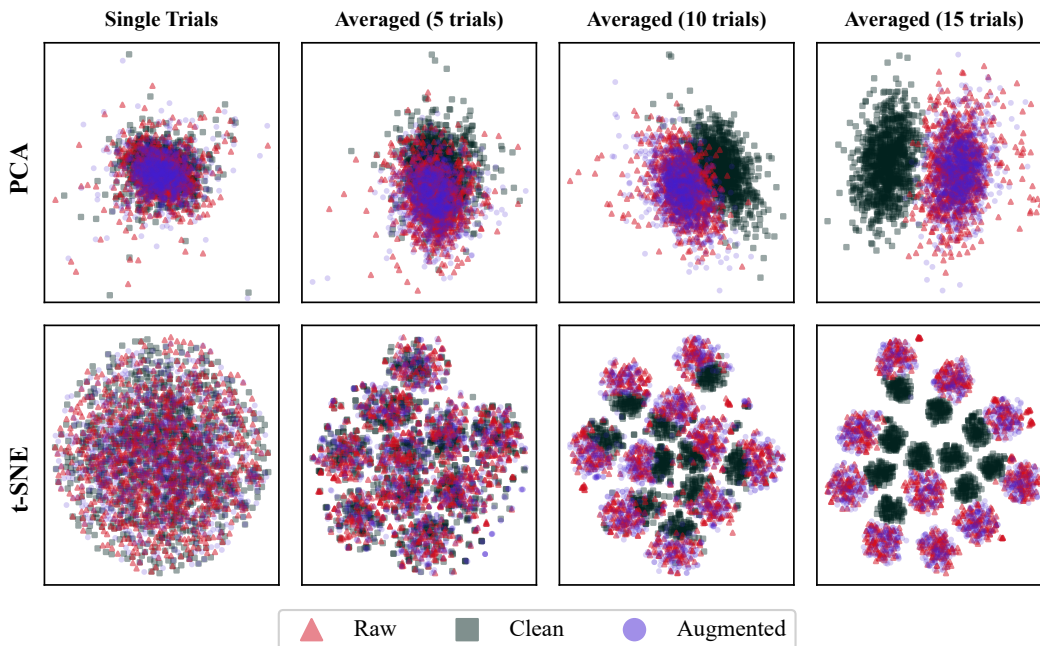 Single Trials
Averaged (5 trials)
Averaged (10 trials)
Averaged (15 trials)
PCA
t-SNE
Raw
Clean
Augmented